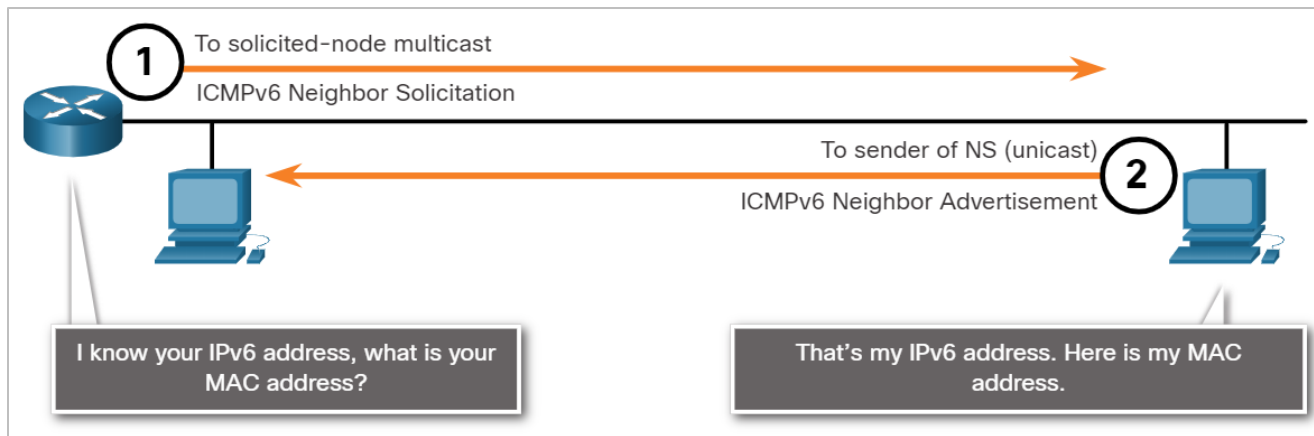 1
To solicited-node multicast
ICMPv6 Neighbor Solicitation
To sender of NS (unicast)
2
ICMPv6 Neighbor Advertisement
I know your IPv6 address, what is your
MAC address?
That's my IPv6 address. Here is my MAC
address.